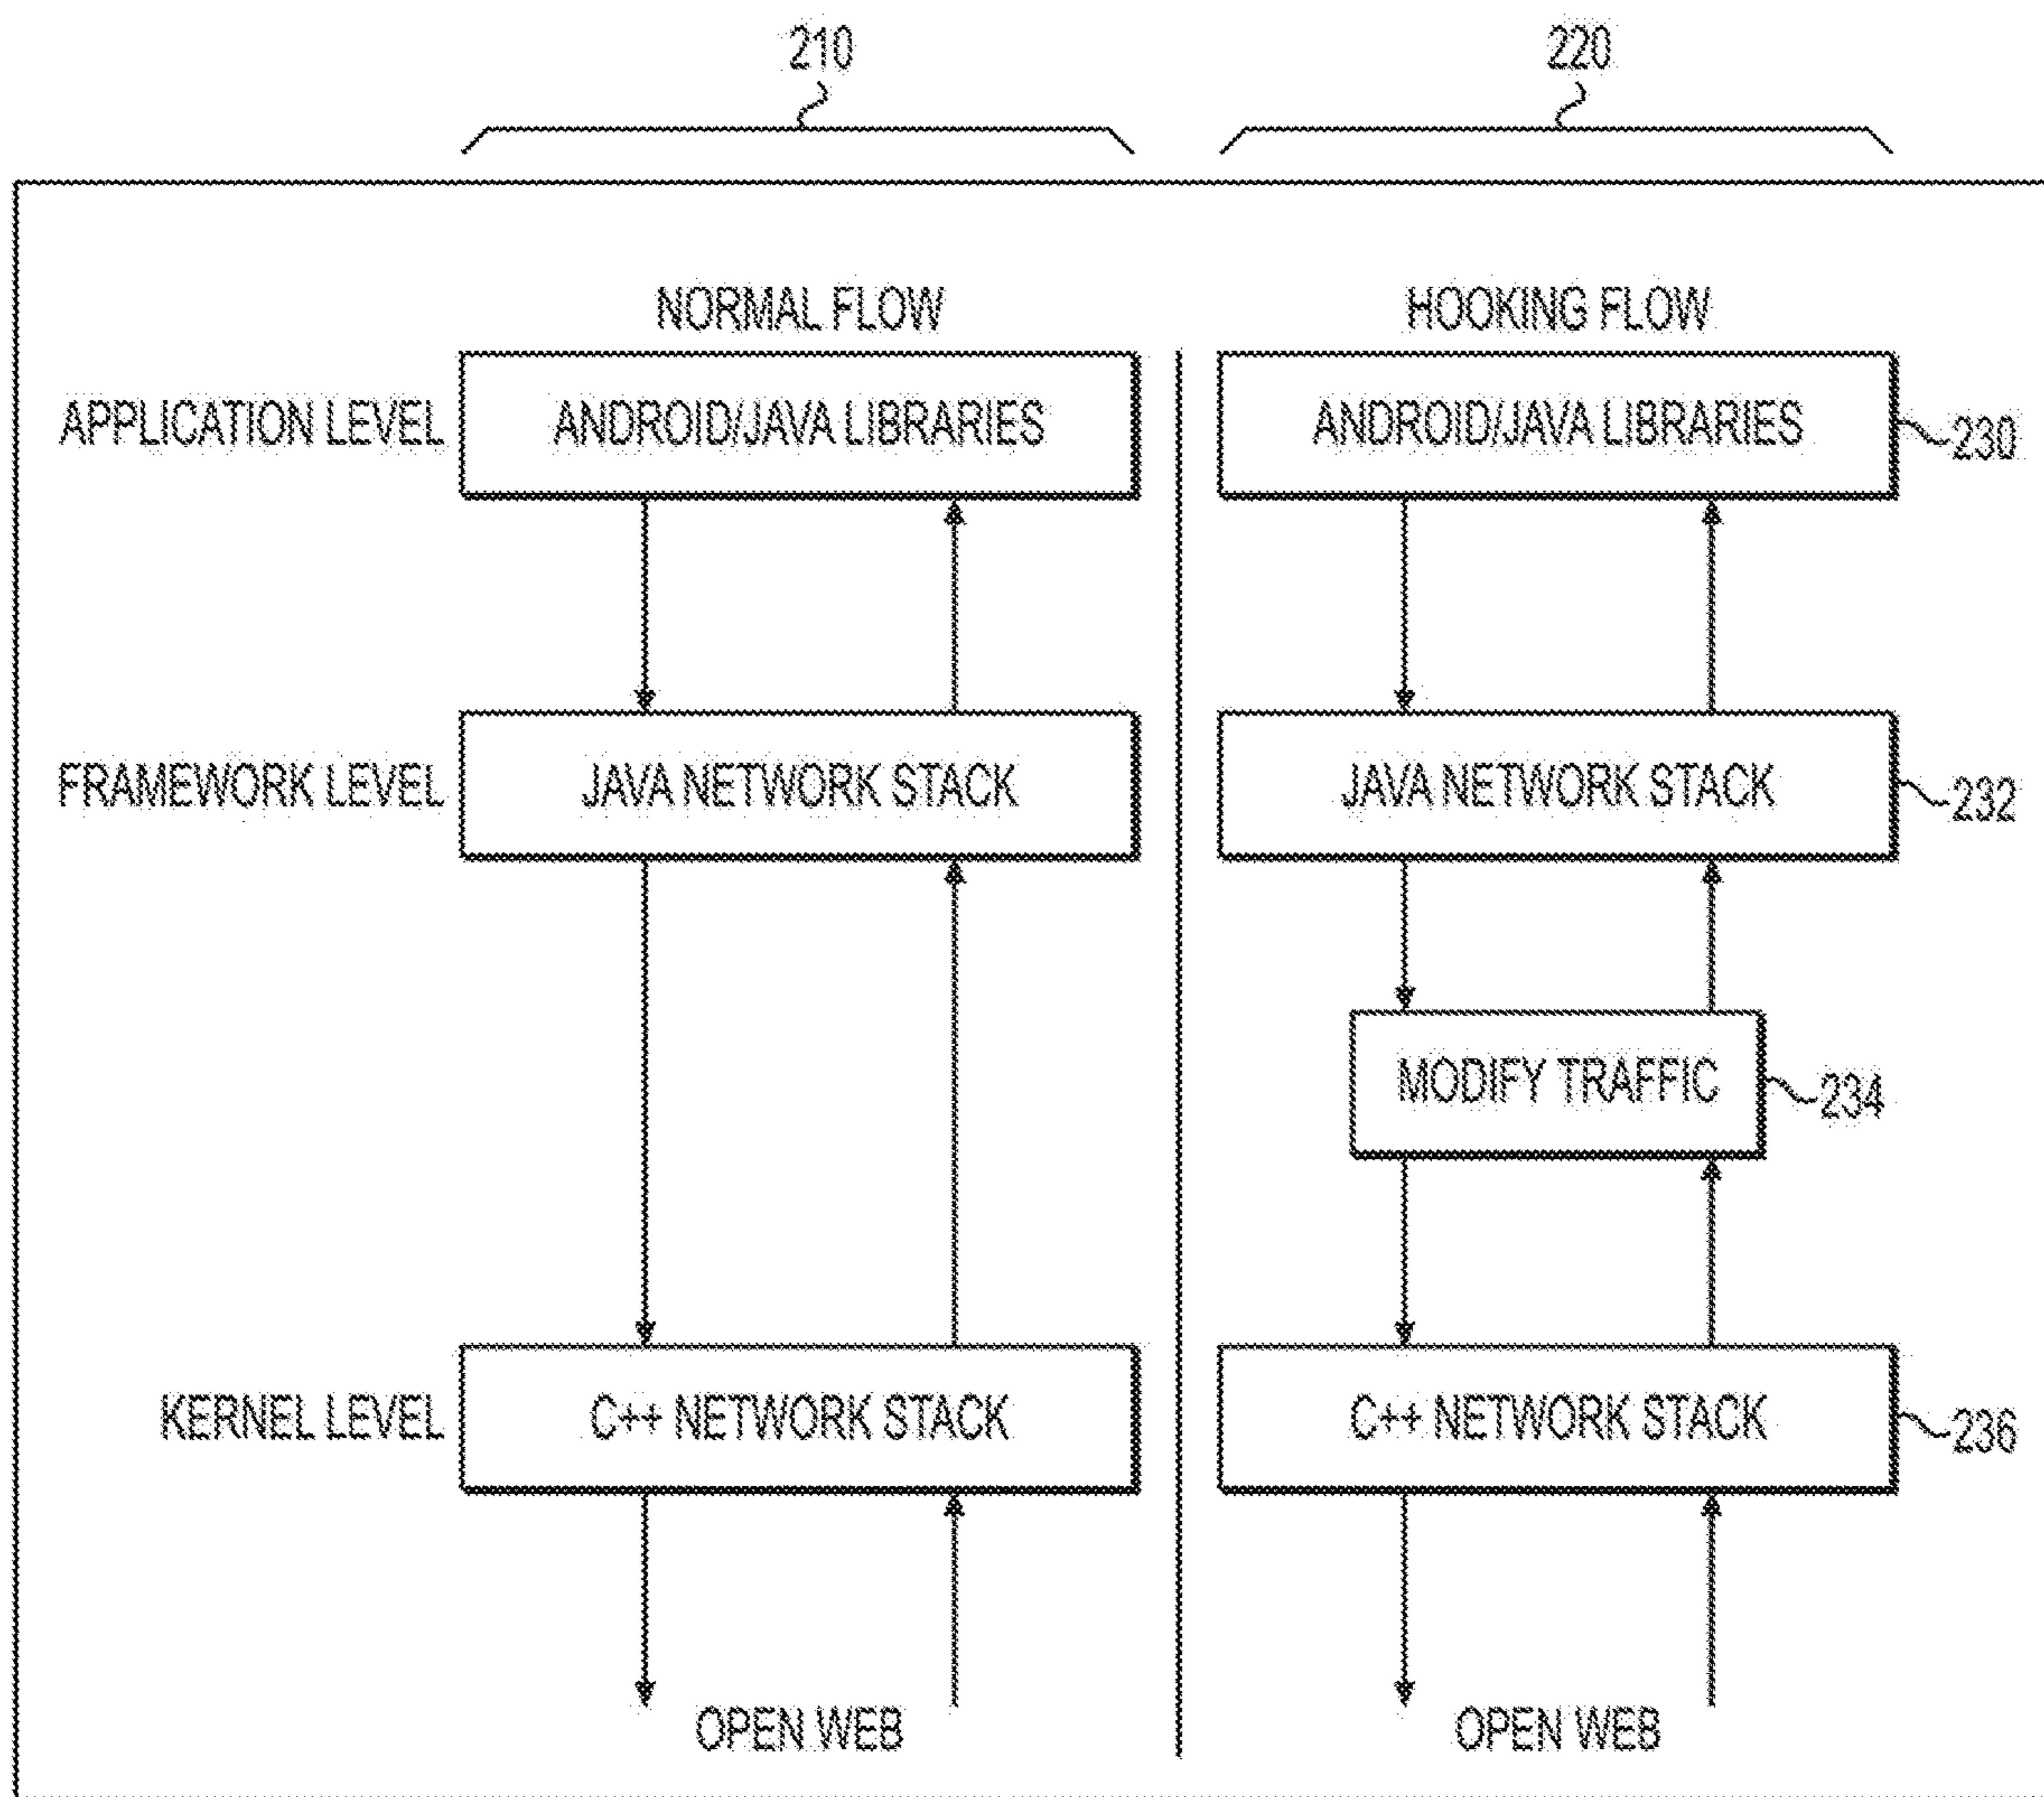 210 220
NORMAL FLOW HOOKING FLOW
APPLICATION LEVEL ANDROID/JAVA LIBRARIES ANDROID/JAVA LIBRARIES 230
FRAMEWORK LEVEL JAVA NETWORK STACK JAVA NETWORK STACK 232
MODIFY TRAFFIC 234
KERNEL LEVEL C++ NETWORK STACK C++ NETWORK STACK 236
OPEN WEB OPEN WEB